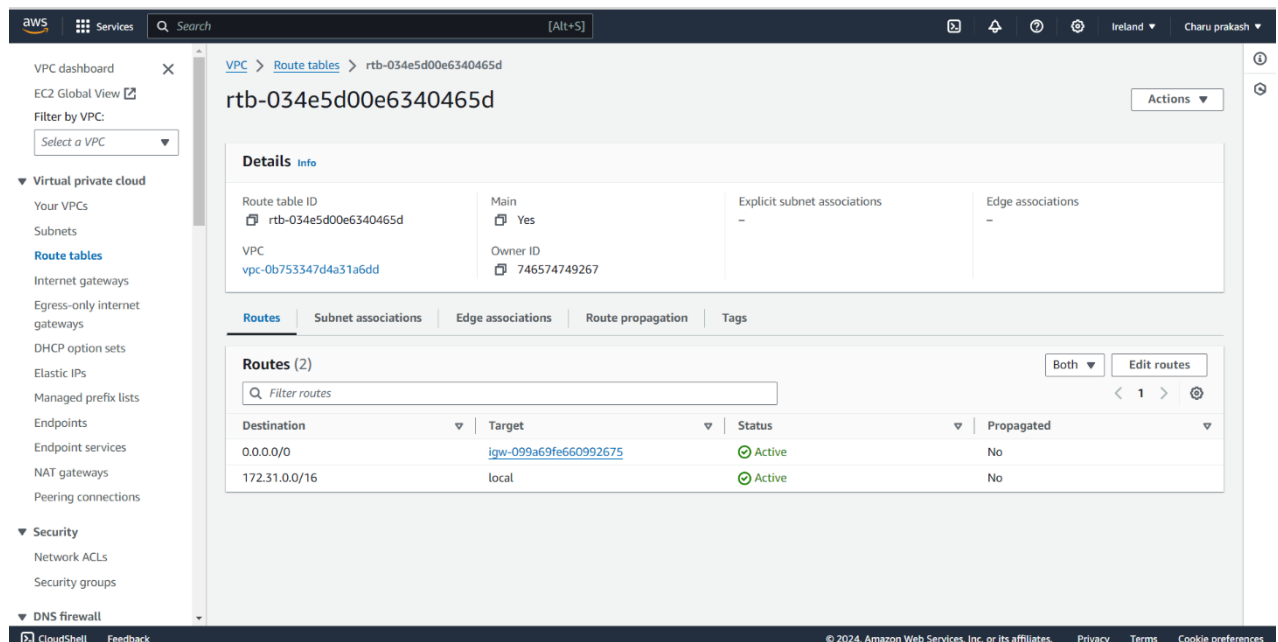 aws Services Search [Alt+S] Ireland Charu prakash
VPC dashboard
EC2 Global View
Filter by VPC:
Select a VPC
Virtual private cloud
Your VPCs
Subnets
Route tables
Internet gateways
Egress-only internet
gateways
DHCP option sets
Elastic IPs
Managed prefix lists
Endpoints
Endpoint services
NAT gateways
Peering connections
Security
Network ACLs
Security groups
DNS firewall
VPC > Route tables > rtb-034e5d00e6340465d
rtb-034e5d00e6340465d Actions
Details Info
Route table ID Main Explicit subnet associations Edge associations
rtb-034e5d00e6340465d Yes – –
VPC Owner ID
vpc-0b753347d4a31a6dd 746574749267
Routes Subnet associations Edge associations Route propagation Tags
Routes (2) Both Edit routes
Filter routes < 1 >
Destination Target Status Propagated
0.0.0.0/0 igw-099a69fe660992675 Active No
172.31.0.0/16 local Active No
CloudShell Feedback © 2024, Amazon Web Services, Inc. or its affiliates. Privacy Terms Cookie preferences